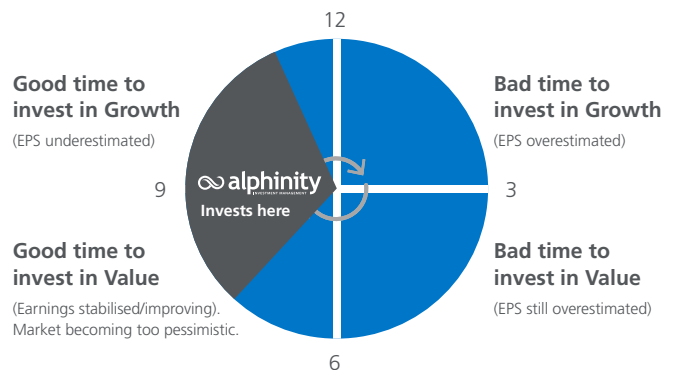 12
Good time to
invest in Growth
(EPS underestimated)
Bad time to
invest in Growth
(EPS overestimated)
9
alphinity
INVESTMENT MANAGEMENT
Invests here
3
Good time to
invest in Value
(Earnings stabilised/improving).
Market becoming too pessimistic.
Bad time to
invest in Value
(EPS still overestimated)
6